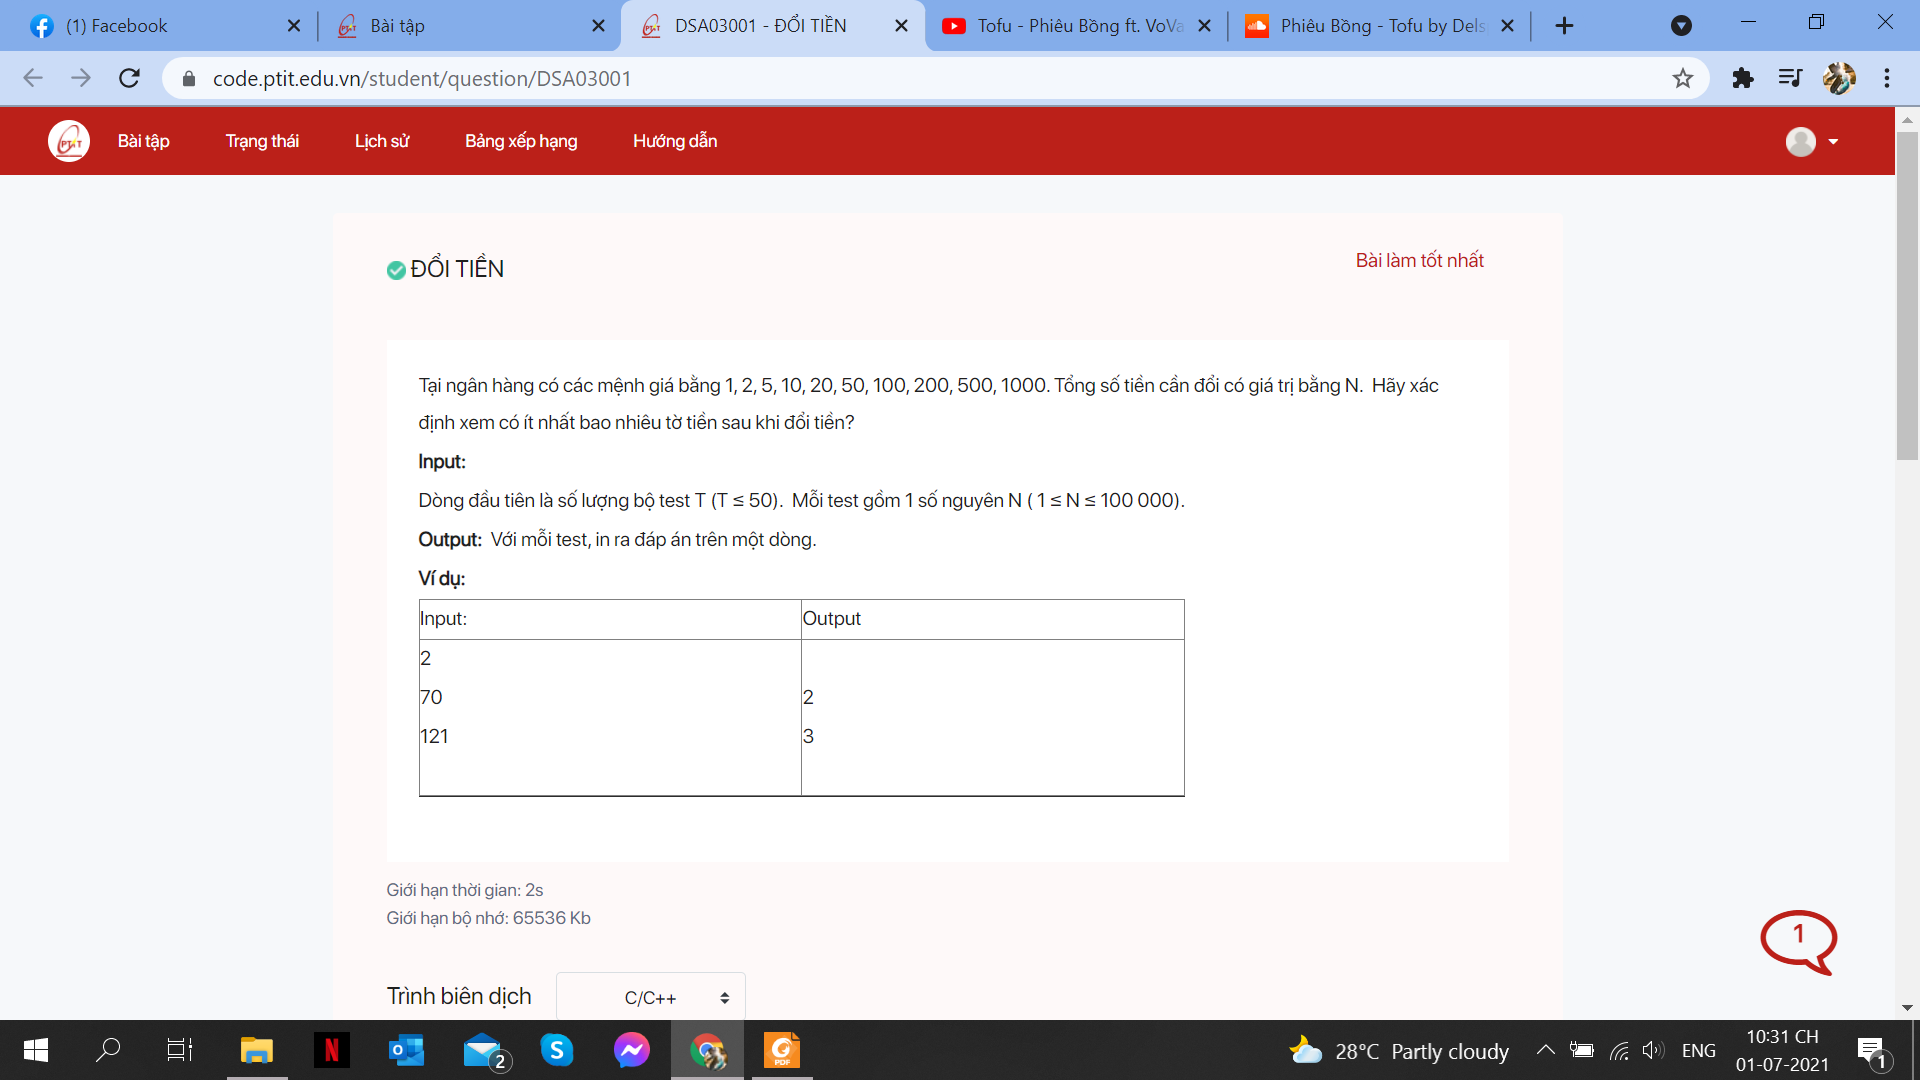 (1) Facebook
Bài tập
DSA03001 - ĐỔI TIỀN
Tofu - Phiêu Bồng ft. VoVa
Phiêu Bồng - Tofu by Dels
code.ptit.edu.vn/student/question/DSA03001
PTIT
Bài tập
Trạng thái
Lịch sử
Bảng xếp hạng
Hướng dẫn
ĐỔI TIỀN
Bài làm tốt nhất
Tại ngân hàng có các mệnh giá bằng 1, 2, 5, 10, 20, 50, 100, 200, 500, 1000. Tổng số tiền cần đổi có giá trị bằng N.  Hãy xác
định xem có ít nhất bao nhiêu tờ tiền sau khi đổi tiền?
Input:
Dòng đầu tiên là số lượng bộ test T (T ≤ 50).  Mỗi test gồm 1 số nguyên N ( 1 ≤ N ≤ 100 000).
Output:  Với mỗi test, in ra đáp án trên một dòng.
Ví dụ:
Input:
Output
2
70
2
121
3
Giới hạn thời gian: 2s
Giới hạn bộ nhớ: 65536 Kb
1
Trình biên dịch
C/C++
2
28°C  Partly cloudy
ENG
10:31 CH
01-07-2021
1